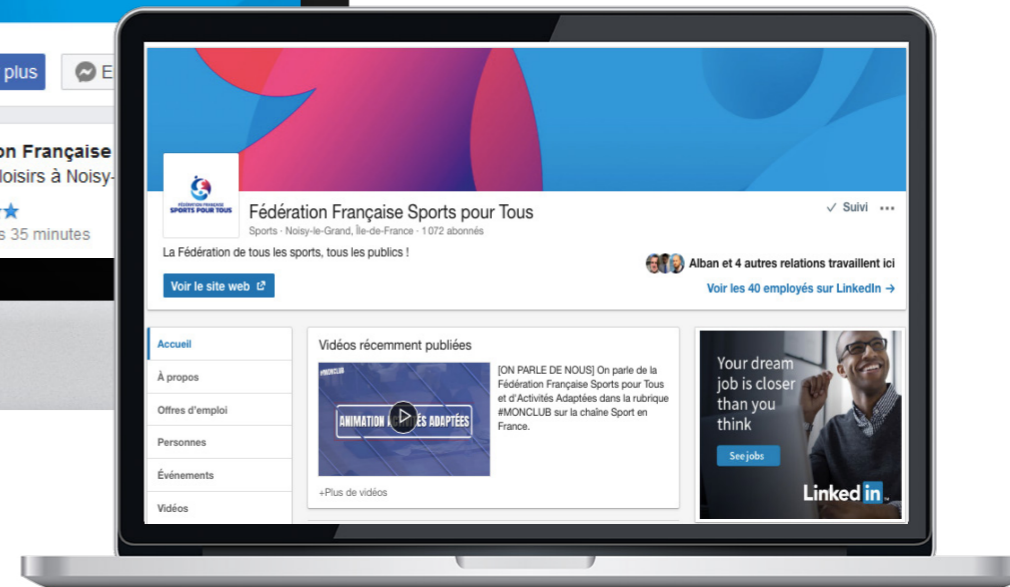 plus
E
on Française
loisirs à Noisy-
s 35 minutes
FÉDÉRATION FRANÇAISE
SPORTS POUR TOUS
Fédération Française Sports pour Tous
Sports · Noisy-le-Grand, Île-de-France · 1 072 abonnés
✓ Suivi ...
La Fédération de tous les sports, tous les publics !
Alban et 4 autres relations travaillent ici
Voir le site web
Voir les 40 employés sur LinkedIn →
Accueil
À propos
Offres d'emploi
Personnes
Événements
Vidéos
Vidéos récemment publiées
#MONCLUB
ANIMATION ÉS ADAPTÉES
[ON PARLE DE NOUS] On parle de la
Fédération Française Sports pour Tous
et d'Activités Adaptées dans la rubrique
#MONCLUB sur la chaîne Sport en
France.
+Plus de vidéos
Your dream
job is closer
than you
think
See jobs
Linked in